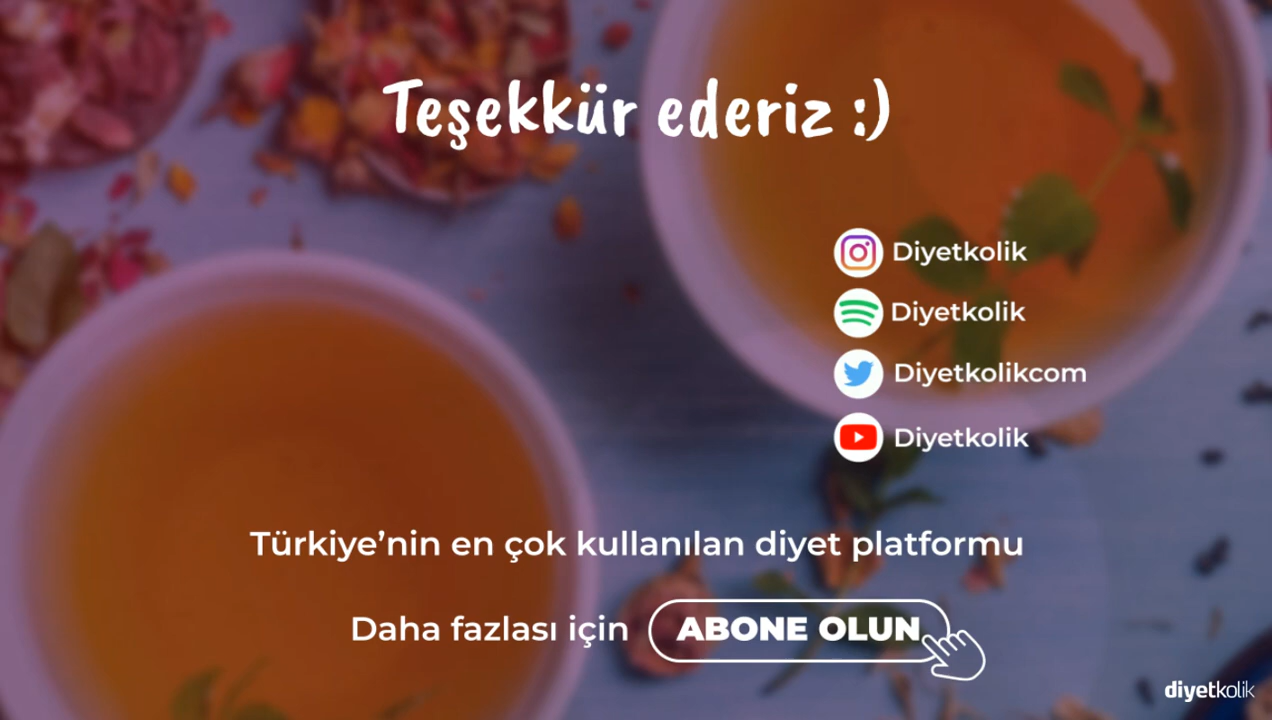 Teşekkür ederiz :)
Diyetkolik
Diyetkolik
Diyetkolikcom
Diyetkolik
Türkiye’nin en çok kullanılan diyet platformu
Daha fazlası için ABONE OLUN
diyetkolik